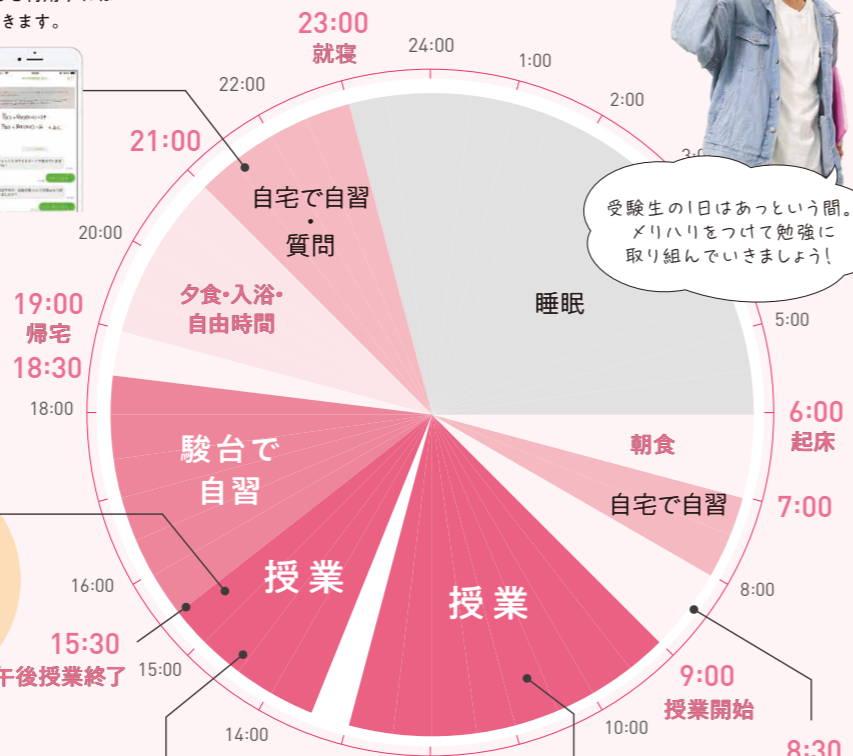 きます。
23:00
就寝
24:00
1:00
2:00
22:00
21:00
自宅で自習
・
質問
受験生の1日はあっという間。
メリハリをつけて勉強に
取り組んでいきましょう!
20:00
夕食・入浴・
自由時間
睡眠
5:00
19:00
帰宅
18:30
18:00
6:00
起床
朝食
駿台で
自習
自宅で自習
7:00
授業
授業
16:00
8:00
15:30
午後授業終了
15:00
9:00
授業開始
14:00
10:00
8:30